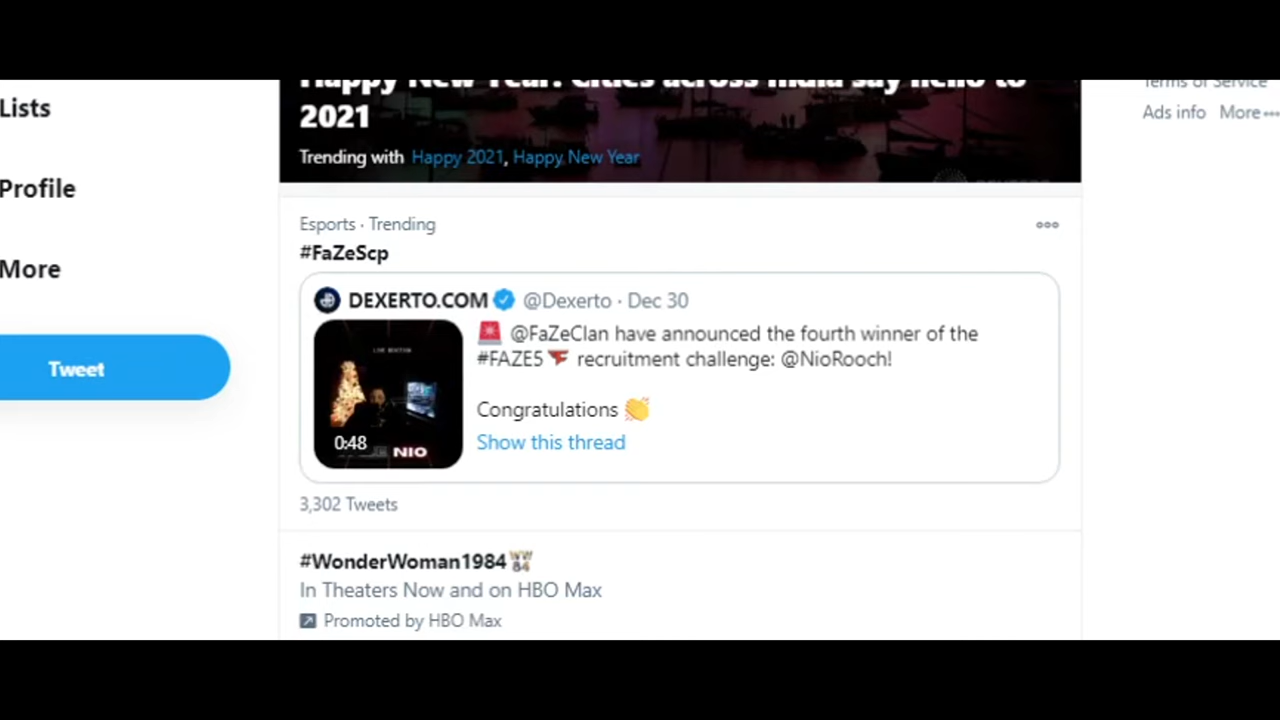 Happy New Year: Cities across India say hello to
2021
Trending with Happy 2021, Happy New Year
Lists
Profile
More
Tweet
Esports · Trending
#FaZeScp
DEXERTO.COM @Dexerto · Dec 30
@FaZeClan have announced the fourth winner of the
#FAZE5 recruitment challenge: @NioRooch!
Congratulations
Show this thread
0:48
NIO
3,302 Tweets
#WonderWoman1984
In Theaters Now and on HBO Max
Promoted by HBO Max
Terms of Service
Ads info More